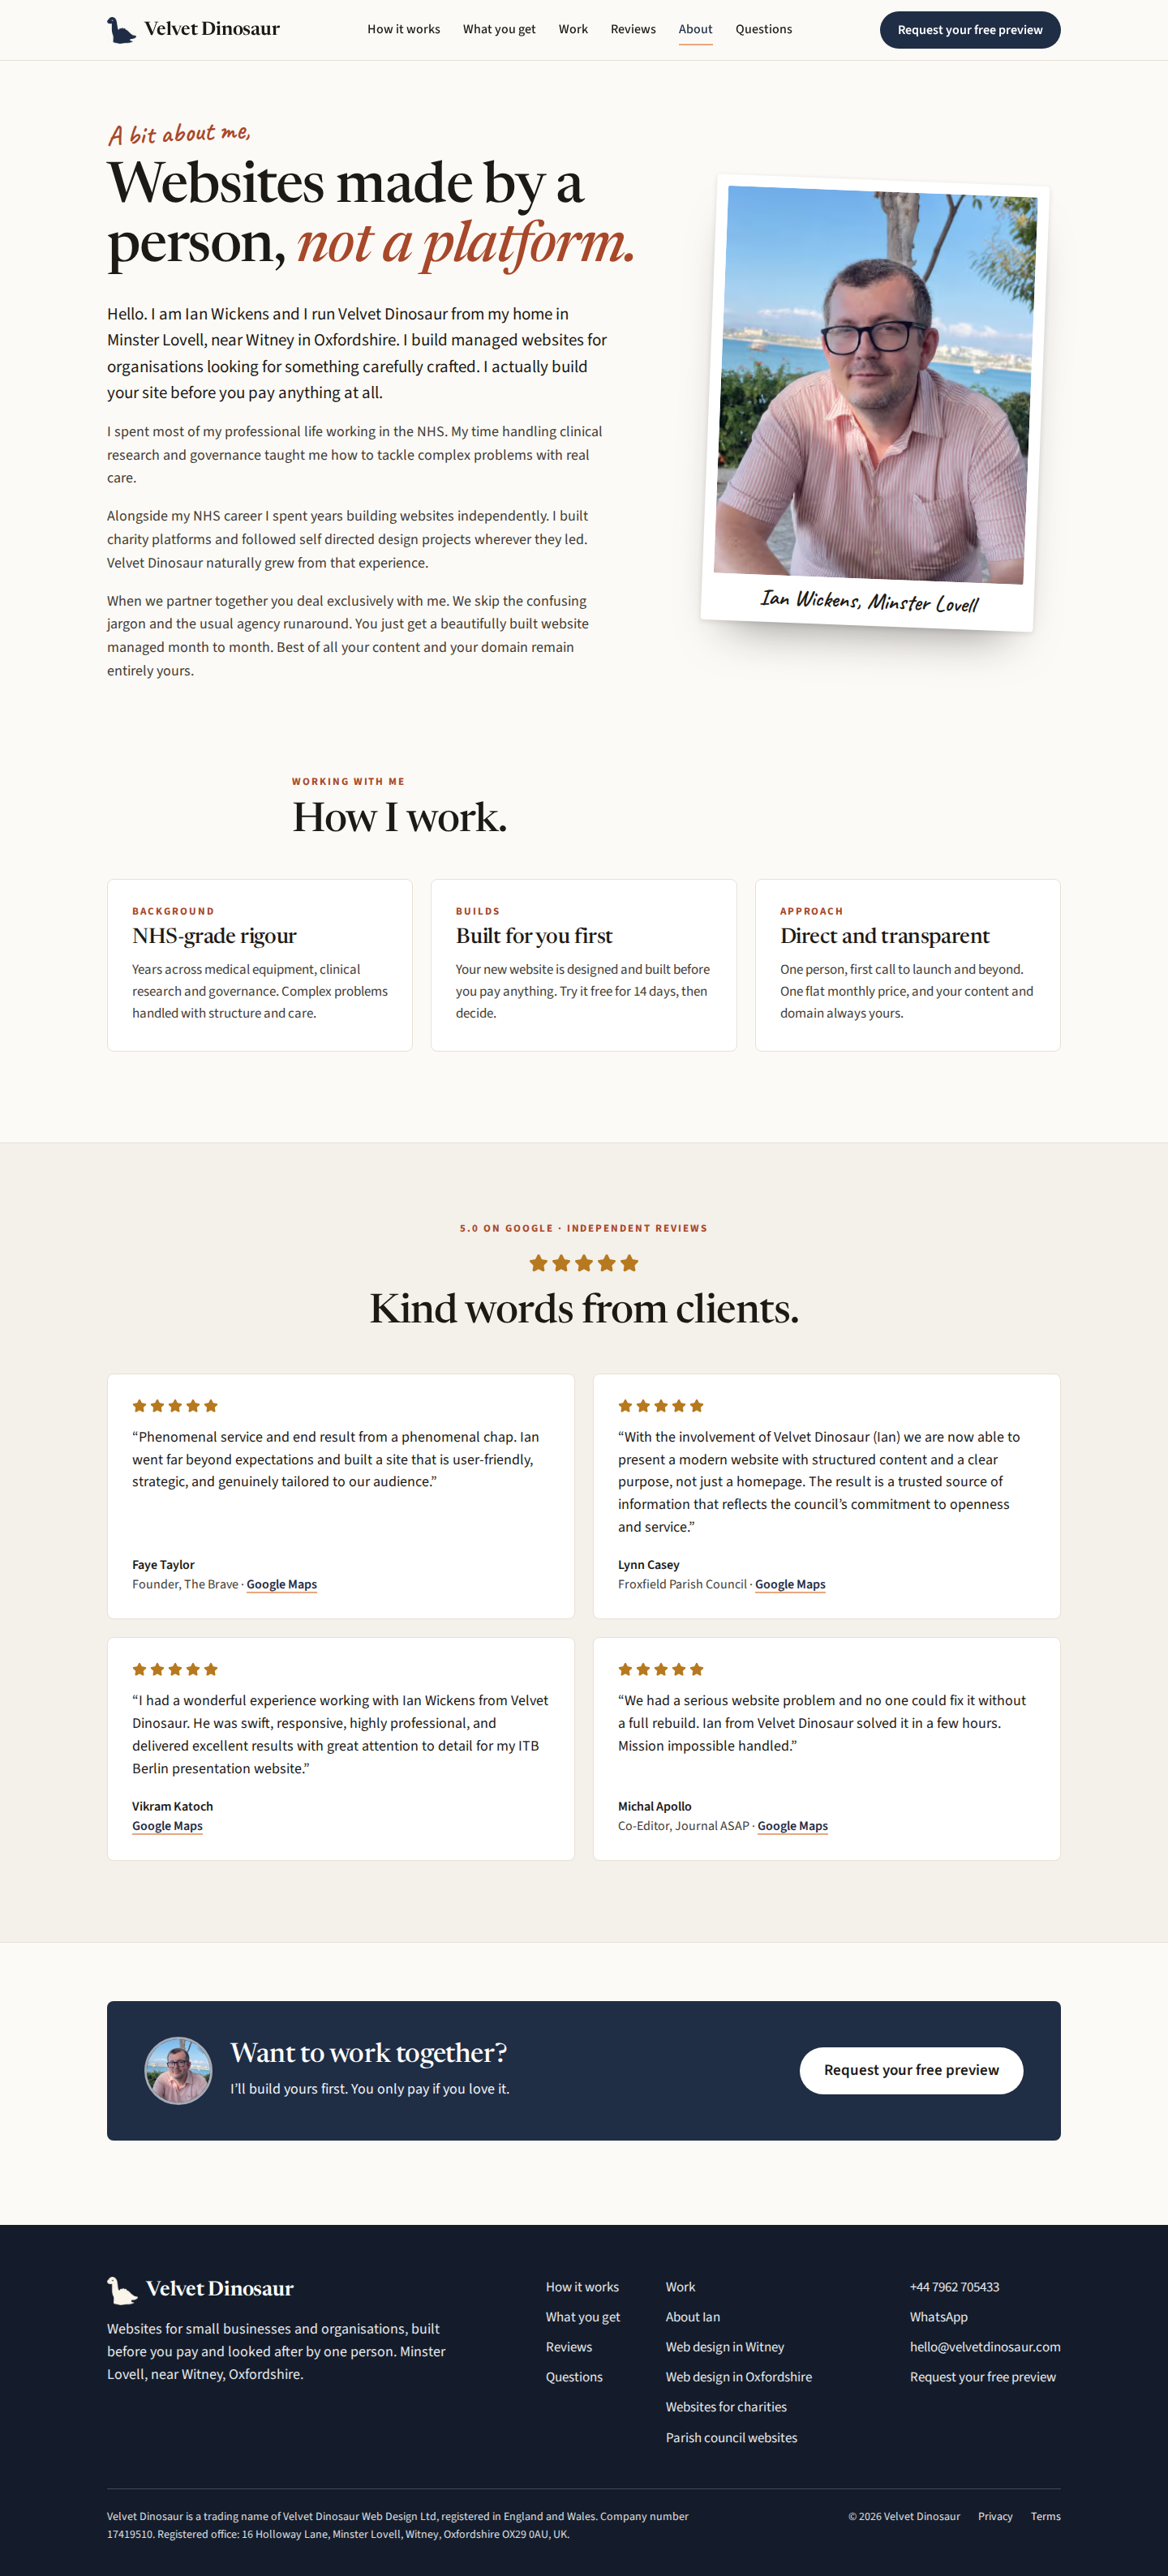 Velvet Dinosaur
How it works
What you get
Work
Reviews
About
Questions
Request your free preview
A bit about me,
Websites made by a
person, not a platform.
Hello. I am Ian Wickens and I run Velvet Dinosaur from my home in
Minster Lovell, near Witney in Oxfordshire. I build managed websites for
organisations looking for something carefully crafted. I actually build
your site before you pay anything at all.
I spent most of my professional life working in the NHS. My time handling clinical
research and governance taught me how to tackle complex problems with real
care.
Alongside my NHS career I spent years building websites independently. I built
charity platforms and followed self directed design projects wherever they led.
Velvet Dinosaur naturally grew from that experience.
When we partner together you deal exclusively with me. We skip the confusing
jargon and the usual agency runaround. You just get a beautifully built website
managed month to month. Best of all your content and your domain remain
entirely yours.
Ian Wickens, Minster Lovell
WORKING WITH ME
How I work.
BACKGROUND
NHS-grade rigour
Years across medical equipment, clinical
research and governance. Complex problems
handled with structure and care.
BUILDS
Built for you first
Your new website is designed and built before
you pay anything. Try it free for 14 days, then
decide.
APPROACH
Direct and transparent
One person, first call to launch and beyond.
One flat monthly price, and your content and
domain always yours.
5.0 ON GOOGLE · INDEPENDENT REVIEWS
Kind words from clients.
“Phenomenal service and end result from a phenomenal chap. Ian
went far beyond expectations and built a site that is user-friendly,
strategic, and genuinely tailored to our audience.”
Faye Taylor
Founder, The Brave · Google Maps
“With the involvement of Velvet Dinosaur (Ian) we are now able to
present a modern website with structured content and a clear
purpose, not just a homepage. The result is a trusted source of
information that reflects the council’s commitment to openness
and service.”
Lynn Casey
Froxfield Parish Council · Google Maps
“I had a wonderful experience working with Ian Wickens from Velvet
Dinosaur. He was swift, responsive, highly professional, and
delivered excellent results with great attention to detail for my ITB
Berlin presentation website.”
Vikram Katoch
Google Maps
“We had a serious website problem and no one could fix it without
a full rebuild. Ian from Velvet Dinosaur solved it in a few hours.
Mission impossible handled.”
Michal Apollo
Co-Editor, Journal ASAP · Google Maps
Want to work together?
I’ll build yours first. You only pay if you love it.
Request your free preview
Velvet Dinosaur
Websites for small businesses and organisations, built
before you pay and looked after by one person. Minster
Lovell, near Witney, Oxfordshire.
How it works
What you get
Reviews
Questions
Work
About Ian
Web design in Witney
Web design in Oxfordshire
Websites for charities
Parish council websites
+44 7962 705433
WhatsApp
hello@velvetdinosaur.com
Request your free preview
Velvet Dinosaur is a trading name of Velvet Dinosaur Web Design Ltd, registered in England and Wales. Company number
17419510. Registered office: 16 Holloway Lane, Minster Lovell, Witney, Oxfordshire OX29 0AU, UK.
© 2026 Velvet Dinosaur
Privacy
Terms